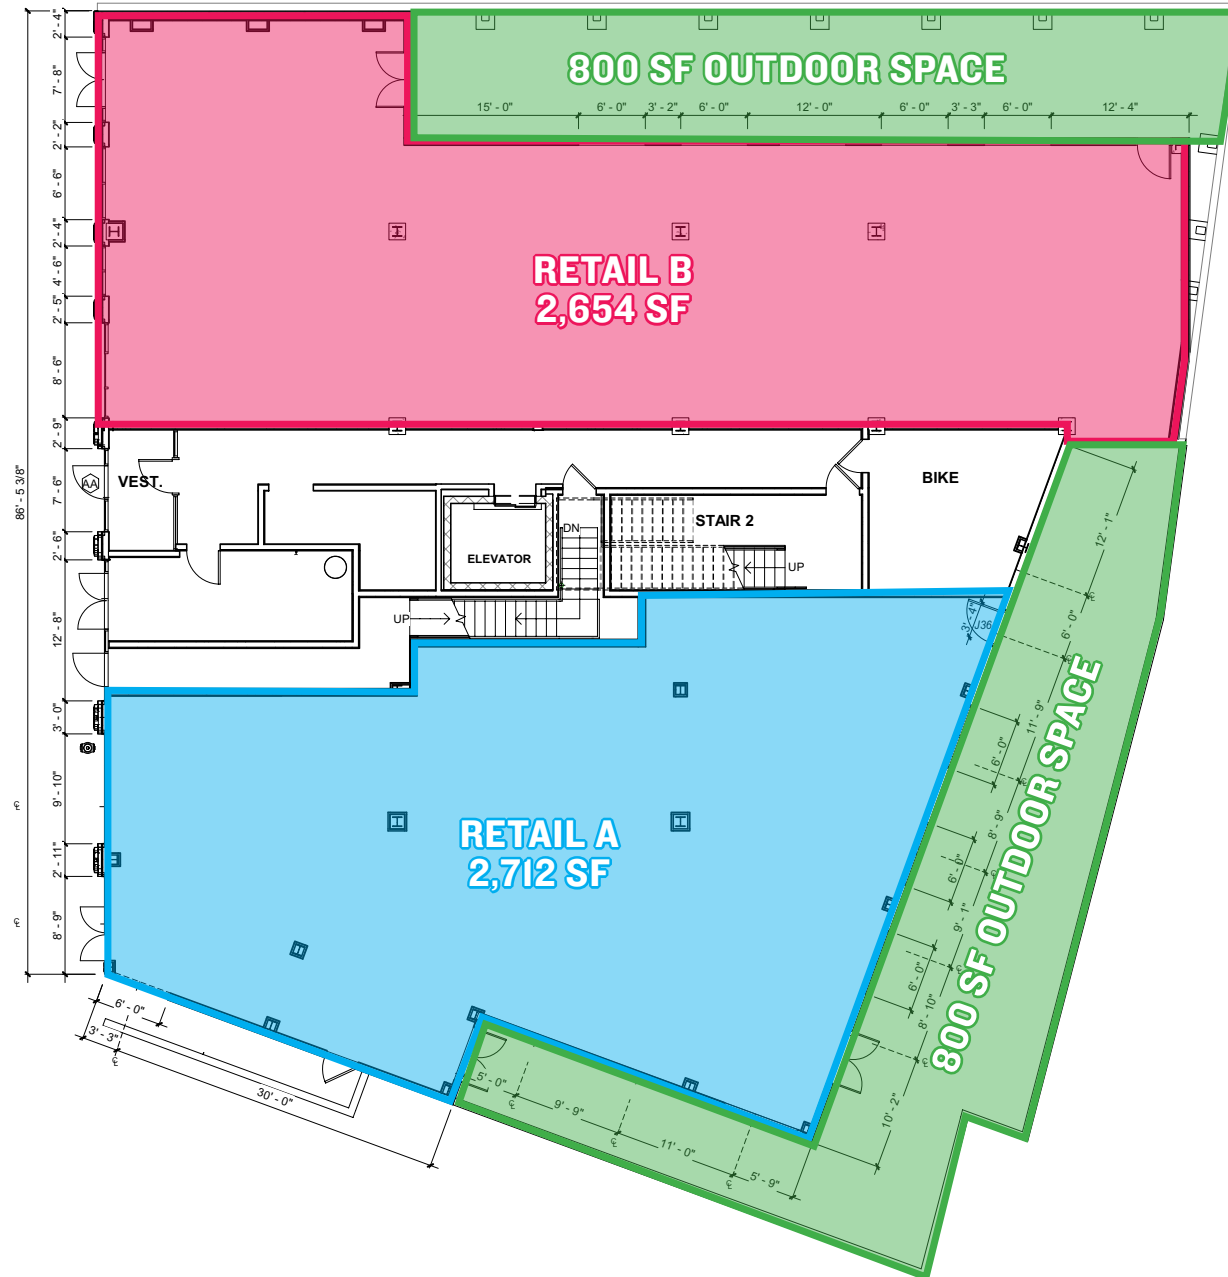 800 SF OUTDOOR SPACE
15' - 0"
6' - 0"
3' - 2"
6' - 0"
12' - 0"
6' - 0"
3' - 3"
6' - 0"
12' - 4"
2' - 4"
7' - 8"
2' - 2"
6' - 6"
2' - 4"
4' - 6"
2' - 5"
8' - 6"
2' - 9"
7' - 6"
2' - 6"
12' - 8"
3' - 0"
9' - 10"
2' - 11"
8' - 9"
86' - 5 3/8"
RETAIL B
2,654 SF
AA
VEST.
BIKE
DN
STAIR 2
ELEVATOR
UP
UP
3' - 4"
J36
RETAIL A
2,712 SF
12' - 1"
6' - 0"
11' - 9"
6' - 0"
8' - 9"
6' - 0"
9' - 1"
6' - 0"
8' - 10"
10' - 2"
800 SF OUTDOOR SPACE
6' - 0"
3' - 3"
30' - 0"
5' - 0"
9' - 9"
11' - 0"
5' - 9"